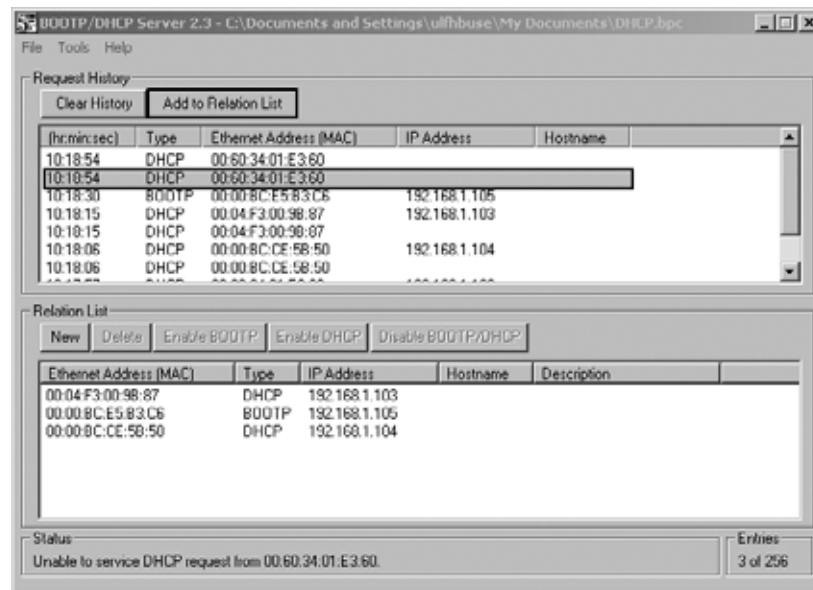 BOOTP/DHCP Server 2.3 - C:\Documents and Settings\ulfhbuse\My Documents\DHCP.bpc
File Tools Help
Request History
Clear History Add to Relation List
(hr:min:sec) Type Ethernet Address (MAC) IP Address Hostname
10:18:54 DHCP 00:60:34:01:E3:60
10:18:54 DHCP 00:60:34:01:E3:60
10:18:30 BOOTP 00:00:BC:E5:B3:C6 192.168.1.105
10:18:15 DHCP 00:04:F3:00:9B:87 192.168.1.103
10:18:15 DHCP 00:04:F3:00:9B:87
10:18:06 DHCP 00:00:BC:CE:5B:50 192.168.1.104
10:18:06 DHCP 00:00:BC:CE:5B:50
Relation List
New Delete Enable BOOTP Enable DHCP Disable BOOTP/DHCP
Ethernet Address (MAC) Type IP Address Hostname Description
00:04:F3:00:9B:87 DHCP 192.168.1.103
00:00:BC:E5:B3:C6 BOOTP 192.168.1.105
00:00:BC:CE:5B:50 DHCP 192.168.1.104
Status
Unable to service DHCP request from 00:60:34:01:E3:60.
Entries
3 of 256